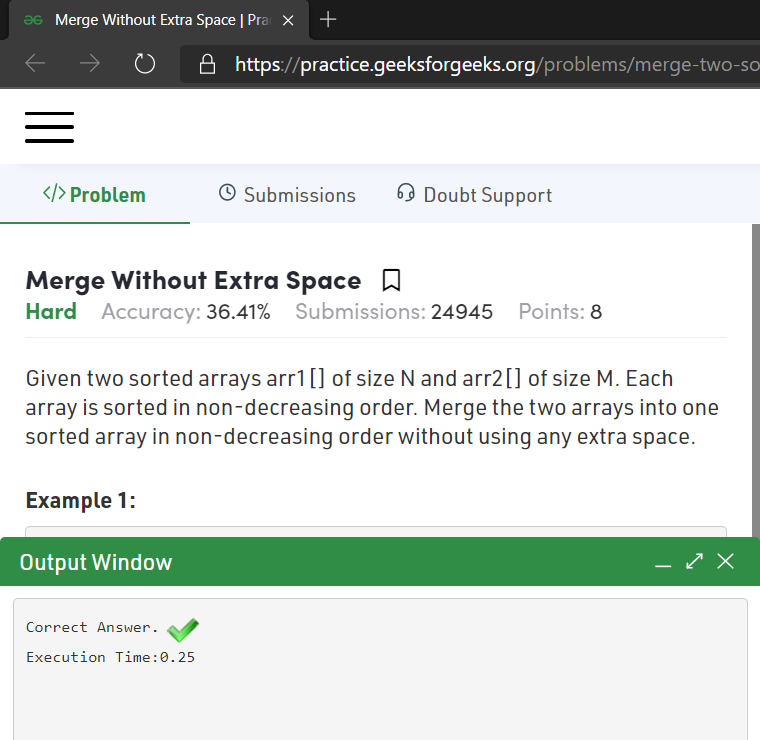 Merge Without Extra Space | Pra
https://practice.geeksforgeeks.org/problems/merge-two-so
</> Problem Submissions Doubt Support
Merge Without Extra Space
Hard Accuracy: 36.41% Submissions: 24945 Points: 8
Given two sorted arrays arr1[] of size N and arr2[] of size M. Each
array is sorted in non-decreasing order. Merge the two arrays into one
sorted array in non-decreasing order without using any extra space.
Example 1:
Output Window
Correct Answer.
Execution Time:0.25